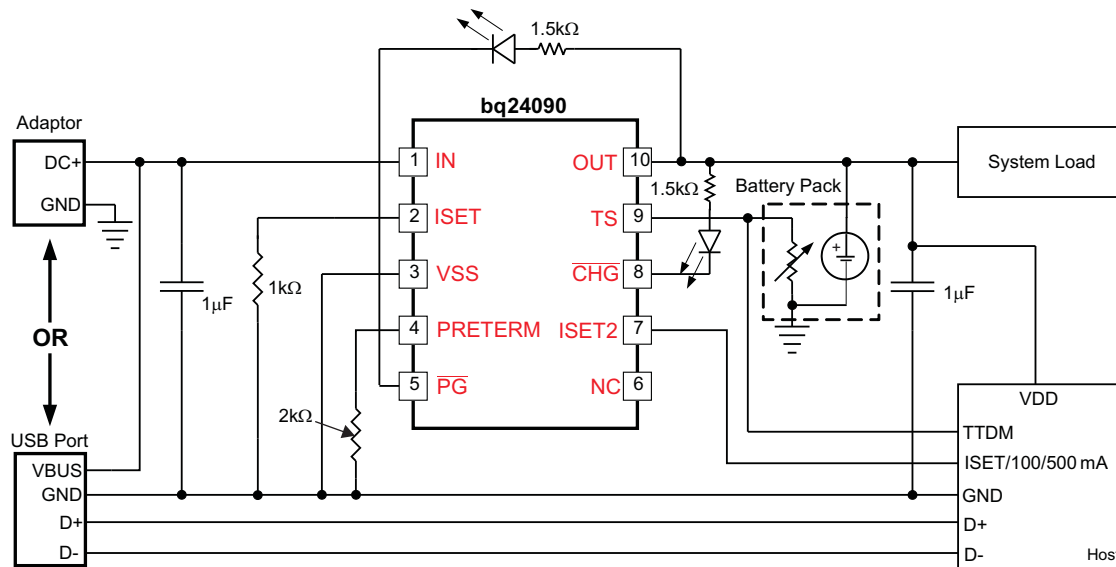 1.5kΩ
bq24090
Adaptor
DC+
GND
OR
USB Port
VBUS
GND
D+
D-
1μF
1kΩ
2kΩ
1 IN
2 ISET
3 VSS
4 PRETERM
5 PG
10 OUT
9 TS
8 CHG
7 ISET2
6 NC
1.5kΩ
Battery Pack
+
System Load
1μF
VDD
TTDM
ISET/100/500 mA
GND
D+
D-
Host